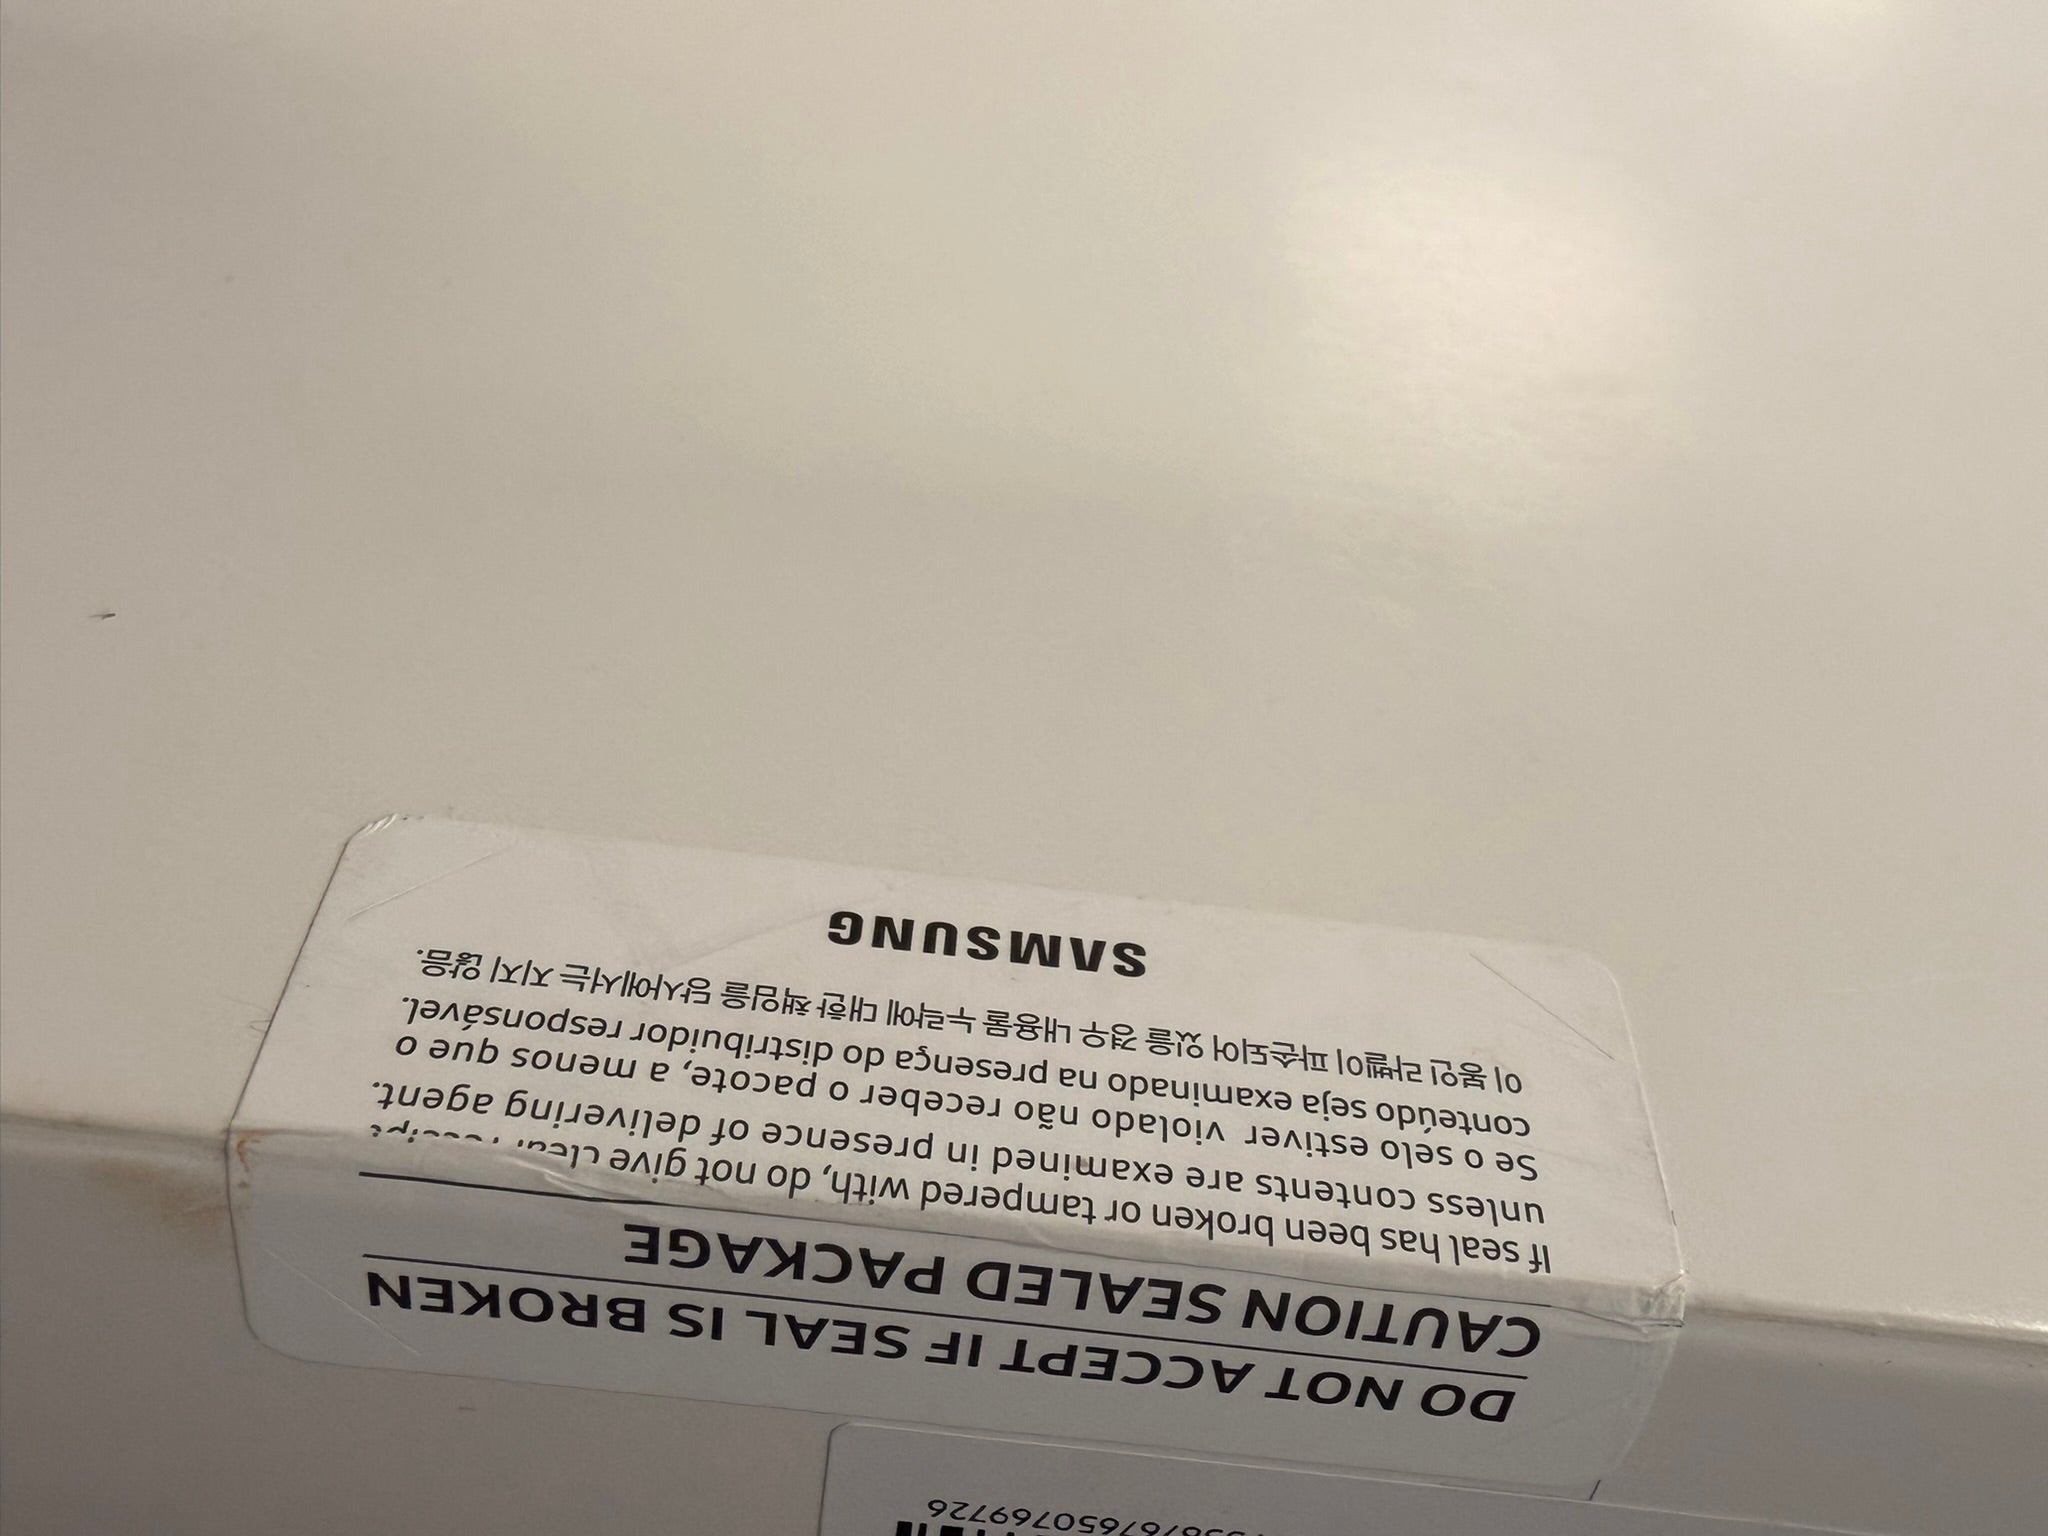 DO NOT ACCEPT IF SEAL IS BROKEN
CAUTION SEALED PACKAGE
If seal has been broken or tampered with, do not give clear receipt
unless contents are examined in presence of delivering agent.
Se o selo estiver violado não receber o pacote, a menos que o
conteúdo seja examinado na presença do distribuidor responsável.
이 봉인 라벨이 파손되어 있을 경우 내용물 누락에 대한 책임을 당사에서는 지지 않음.
SAMSUNG